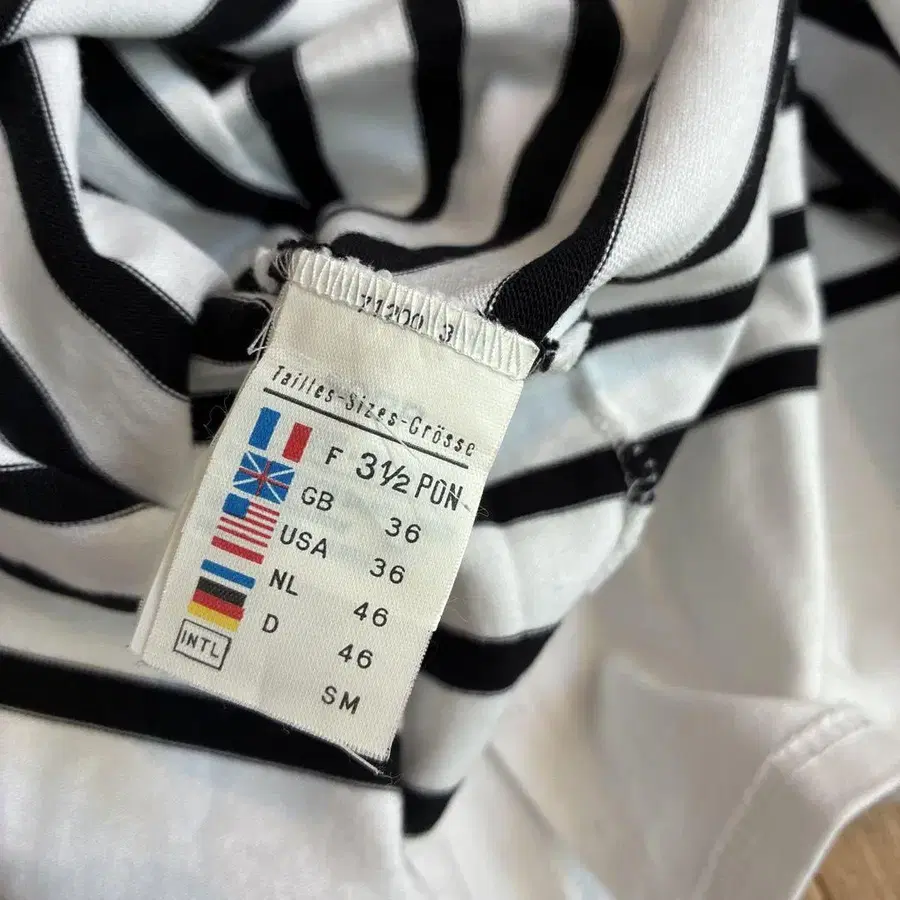 Tailles-Sizes-Grösse
F 3½ PON
GB 36
USA 36
NL 46
D 46
INTL SM